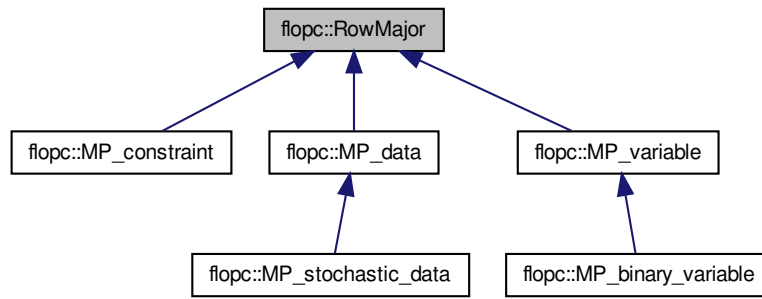 flopc::RowMajor
flopc::MP_constraint
flopc::MP_data
flopc::MP_variable
flopc::MP_stochastic_data
flopc::MP_binary_variable